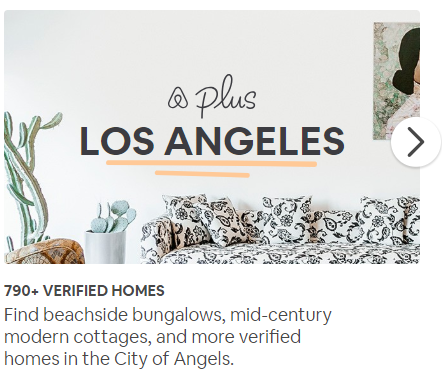 plus
LOS ANGELES
790+ VERIFIED HOMES
Find beachside bungalows, mid-century
modern cottages, and more verified
homes in the City of Angels.